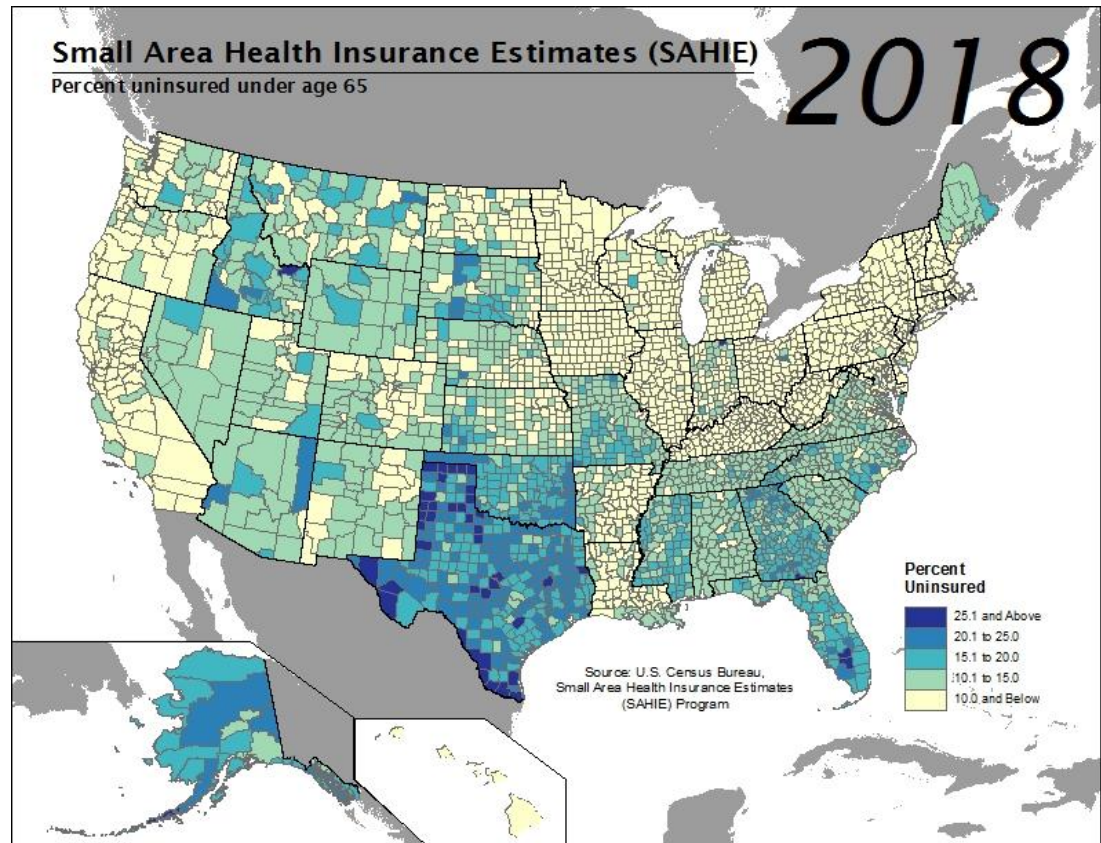 Small Area Health Insurance Estimates (SAHIE)
Percent uninsured under age 65
2018
Percent
Uninsured
25.1 and Above
20.1 to 25.0
15.1 to 20.0
10.1 to 15.0
10.0 and Below
Source: U.S. Census Bureau,
Small Area Health Insurance Estimates
(SAHIE) Program